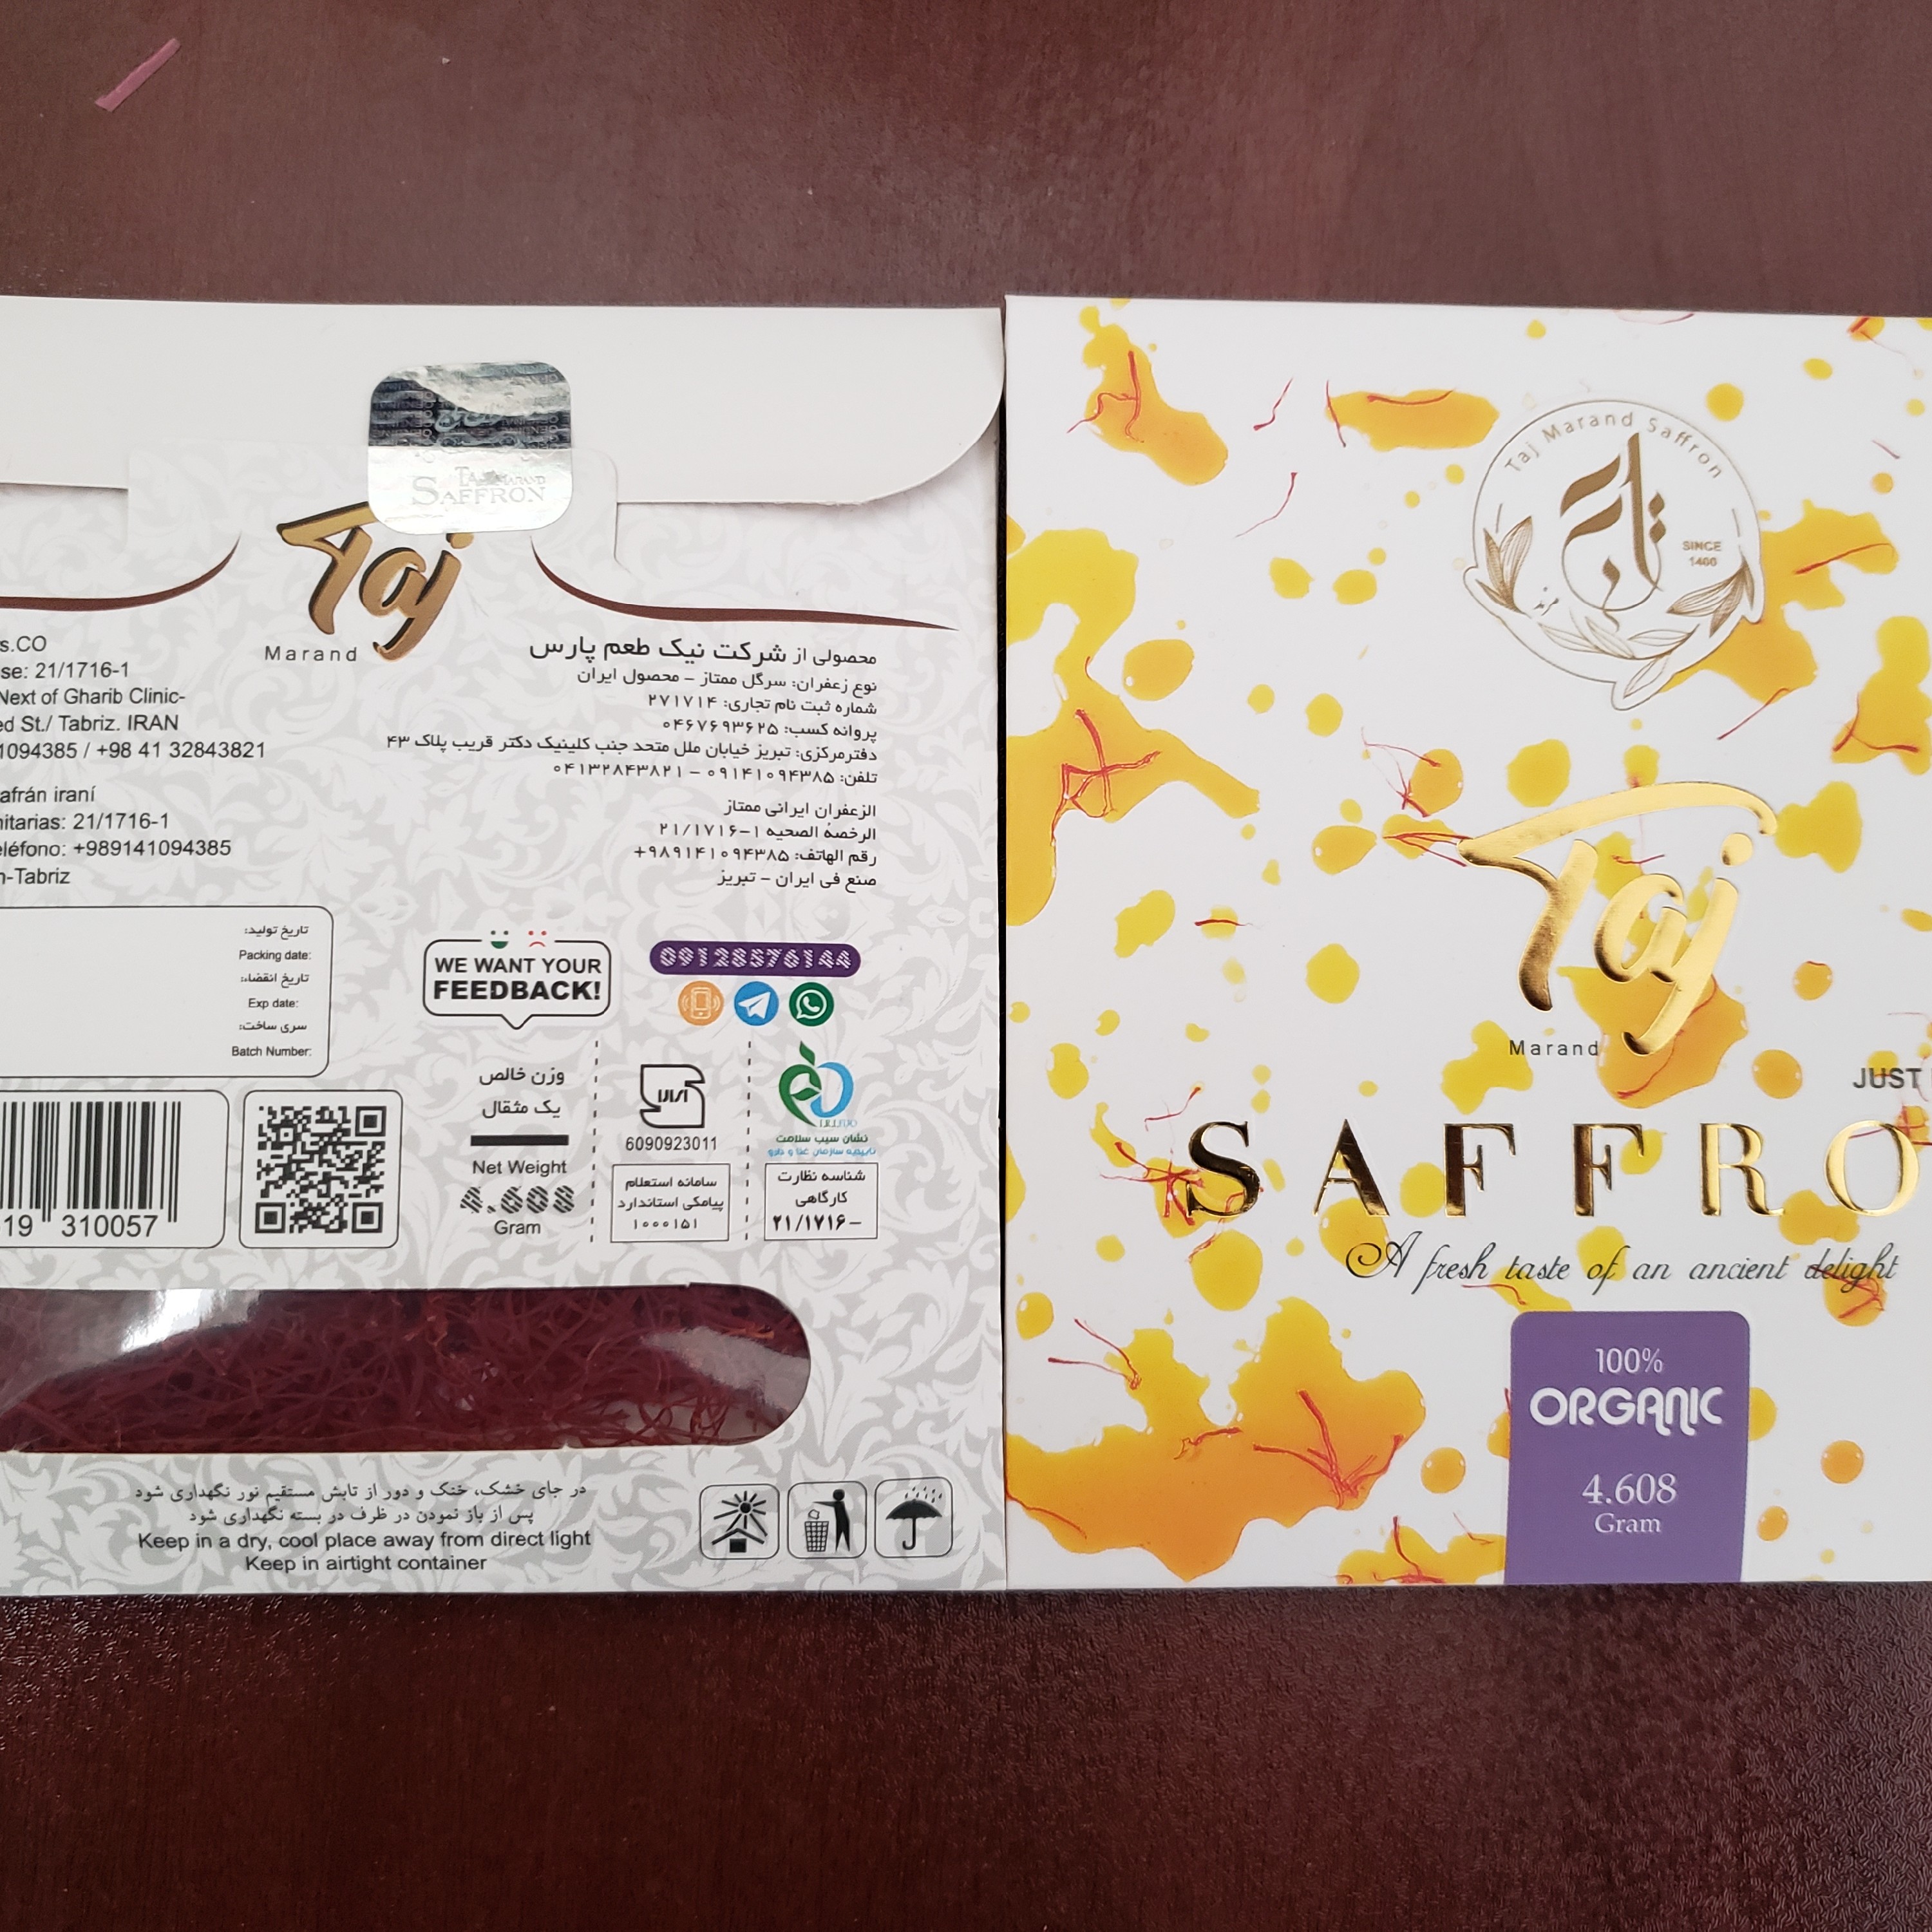 TAJ MARAND
SAFFRON
Taj
Marand
s.CO
se: 21/1716-1
Next of Gharib Clinic-
ed St./ Tabriz. IRAN
1094385 / +98 41 32843821
afrán iraní
nitarias: 21/1716-1
eléfono: +989141094385
n-Tabriz
محصولی از شرکت نیک طعم پارس
نوع زعفران: سرگل ممتاز - محصول ایران
شماره ثبت نام تجاری: ۲۷۱۷۱۴
پروانه کسب: ۰۴۶۷۶۹۳۶۲۵
دفترمرکزی: تبریز خیابان ملل متحد جنب کلینیک دکتر قریب پلاک ۴۳
تلفن: ۰۹۱۴۱۰۹۴۳۸۵ - ۰۴۱۳۲۸۴۳۸۲۱
الزعفران ایرانی ممتاز
الرخصة الصحیه ۱-۲۱/۱۷۱۶
رقم الهاتف: ۹۸۹۱۴۱۰۹۴۳۸۵+
صنع فی ایران - تبریز
تاریخ تولید:
Packing date:
تاریخ انقضاء:
Exp date:
سری ساخت:
Batch Number:
WE WANT YOUR
FEEDBACK!
09128576144
19 310057
وزن خالص
یک مثقال
Net Weight
4.608
Gram
6090923011
سامانه استعلام
پیامکی استاندارد
۱۰۰۰۱۵۱
نشان سیب سلامت
تاییدیه سازمان غذا و دارو
شناسه نظارت
کارگاهی
۲۱/۱۷۱۶-
در جای خشک، خنک و دور از تابش مستقیم نور نگهداری شود
پس از باز نمودن در ظرف در بسته نگهداری شود
Keep in a dry, cool place away from direct light
Keep in airtight container
Taj Marand Saffron
تاج
مرند
SINCE
1400
Taj
Marand
JUST
SAFFRO
A fresh taste of an ancient delight
100%
ORGANIC
4.608
Gram